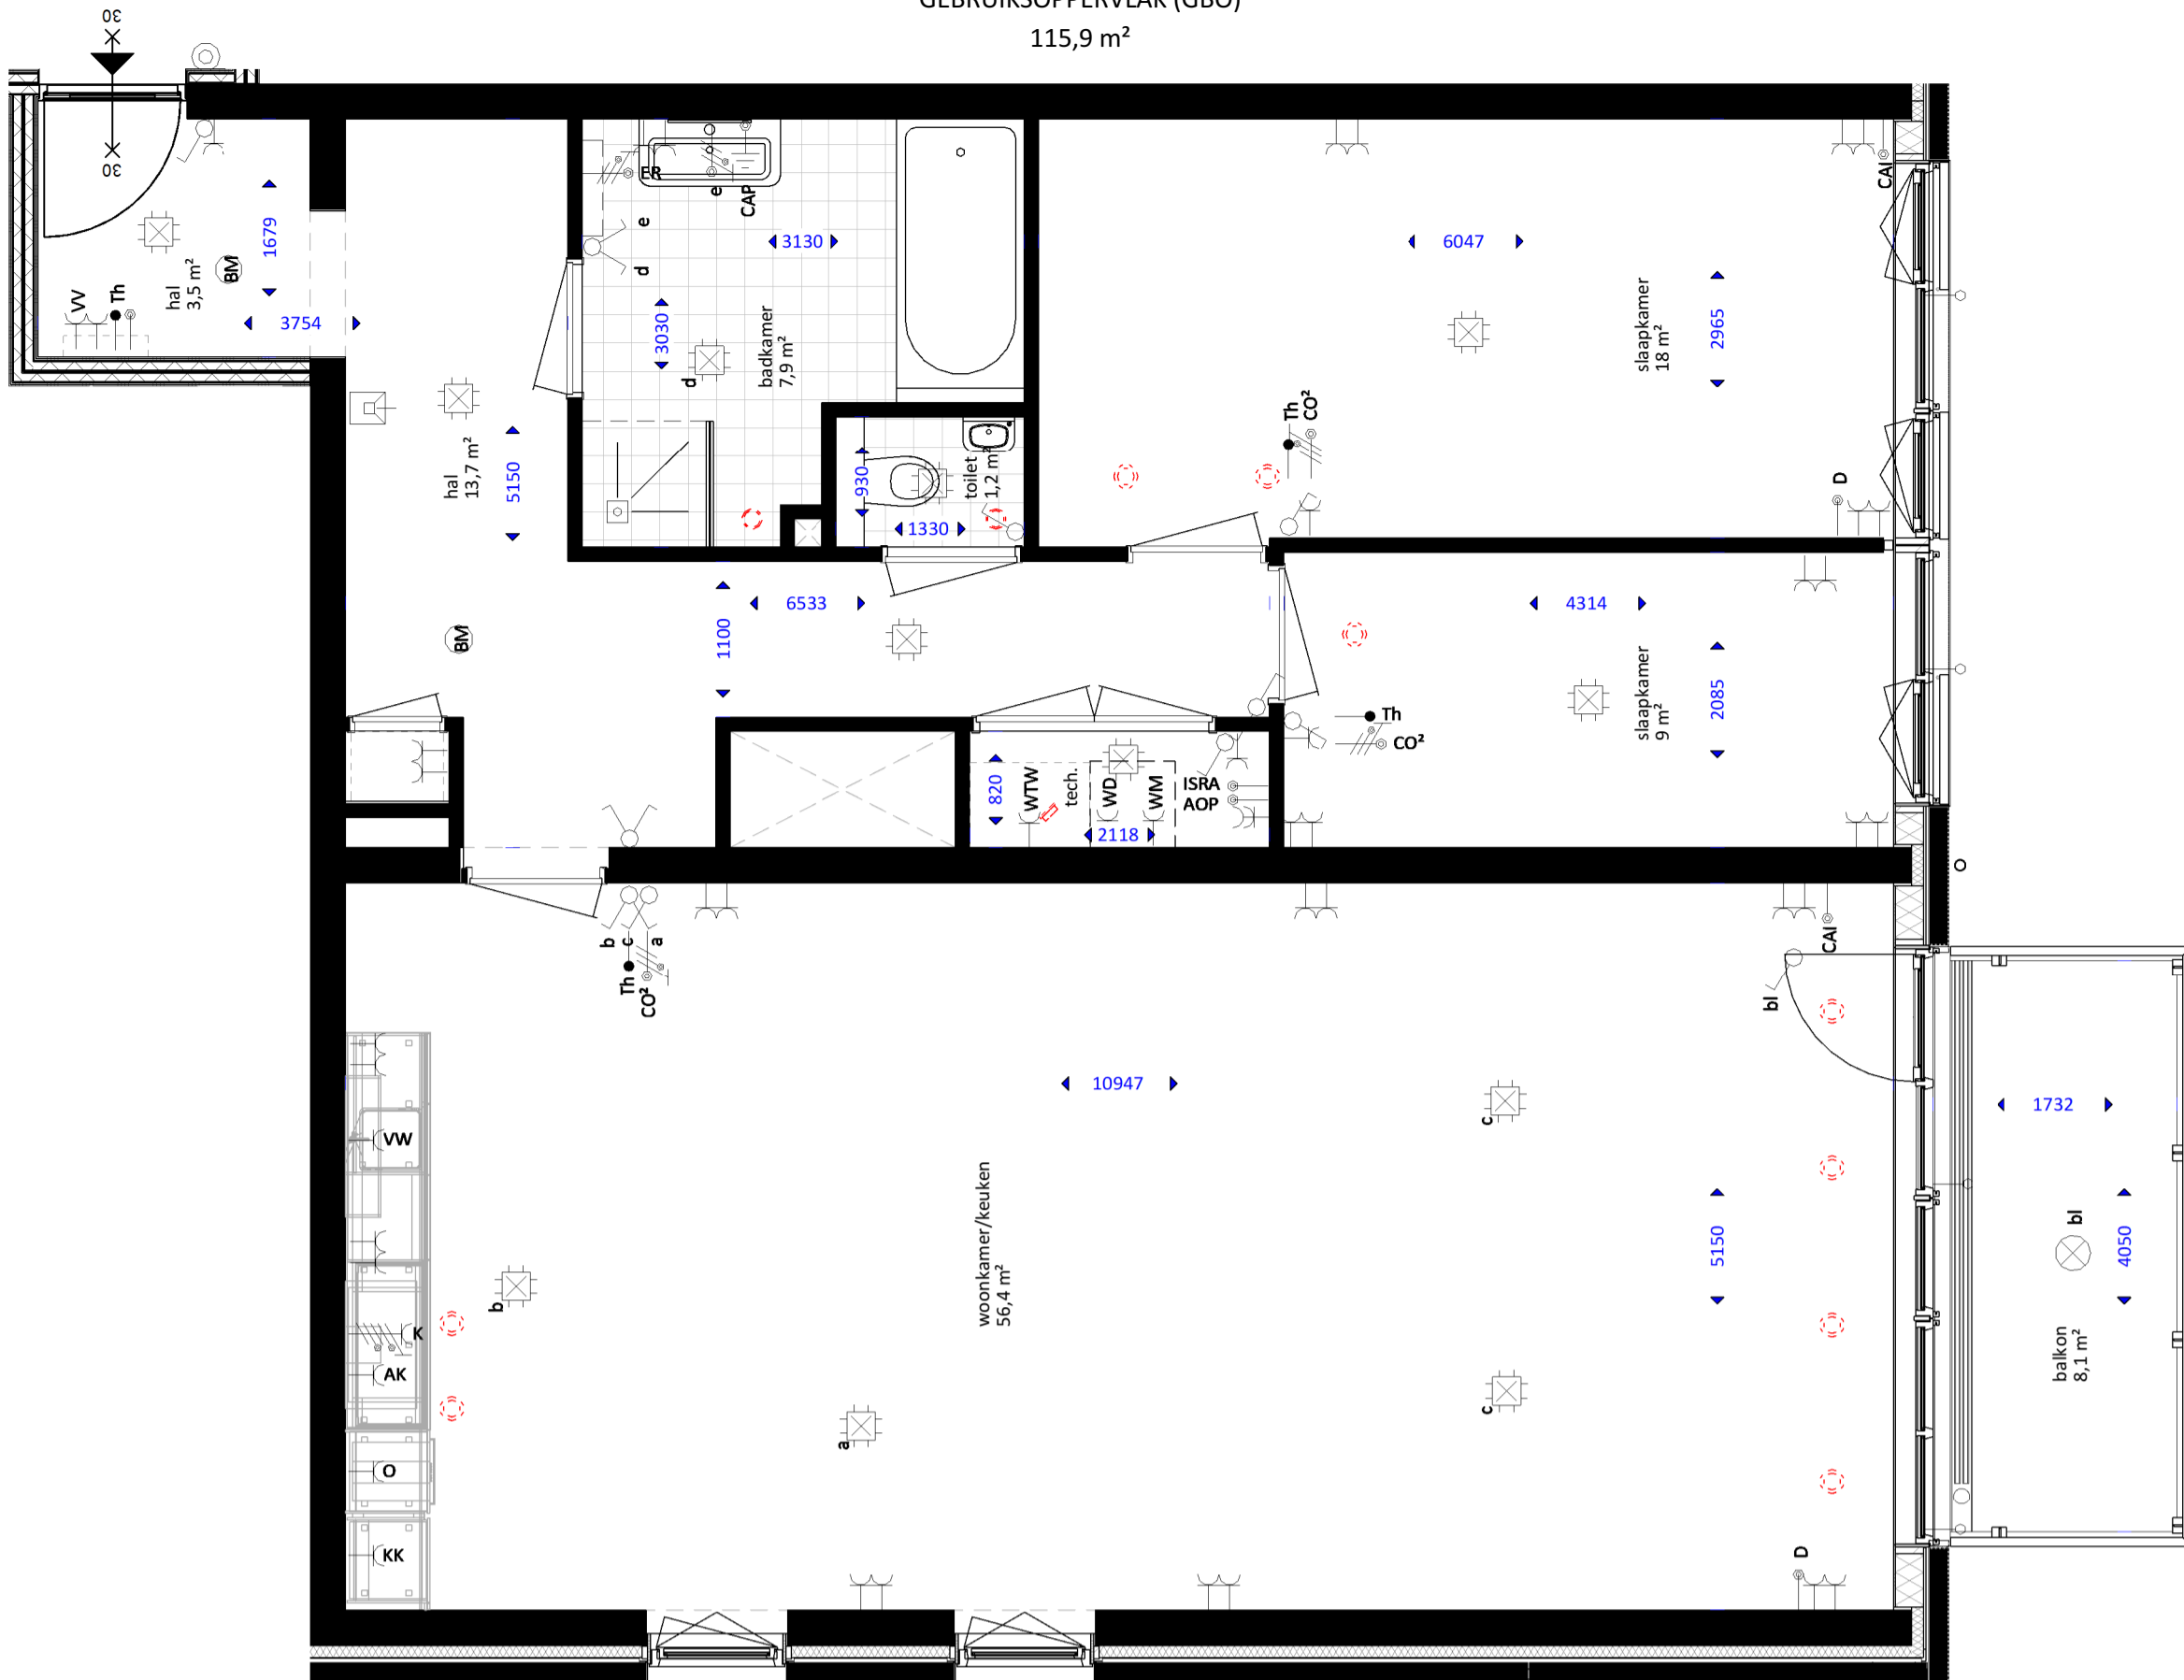 GEBRUIKSOPPERVLAK (GBO)
115,9 m²
30
30
ER
e
CAP
e
d
d
3130
3030
badkamer
7,9 m²
6047
CAI
slaapkamer
18 m²
2965
Th
CO²
D
1679
hal
3,5 m²
BM
VV
Th
3754
hal
13,7 m²
5150
930
toilet
1,2 m²
1330
6533
1100
BM
4314
slaapkamer
9 m²
2085
Th
CO²
820
WTW
tech.
WD
WM
ISRA
AOP
2118
b
c
a
Th
CO²
CAI
bl
VW
10947
c
woonkamer/keuken
56,4 m²
5150
1732
bl
4050
balkon
8,1 m²
b
K
AK
a
c
O
KK
D